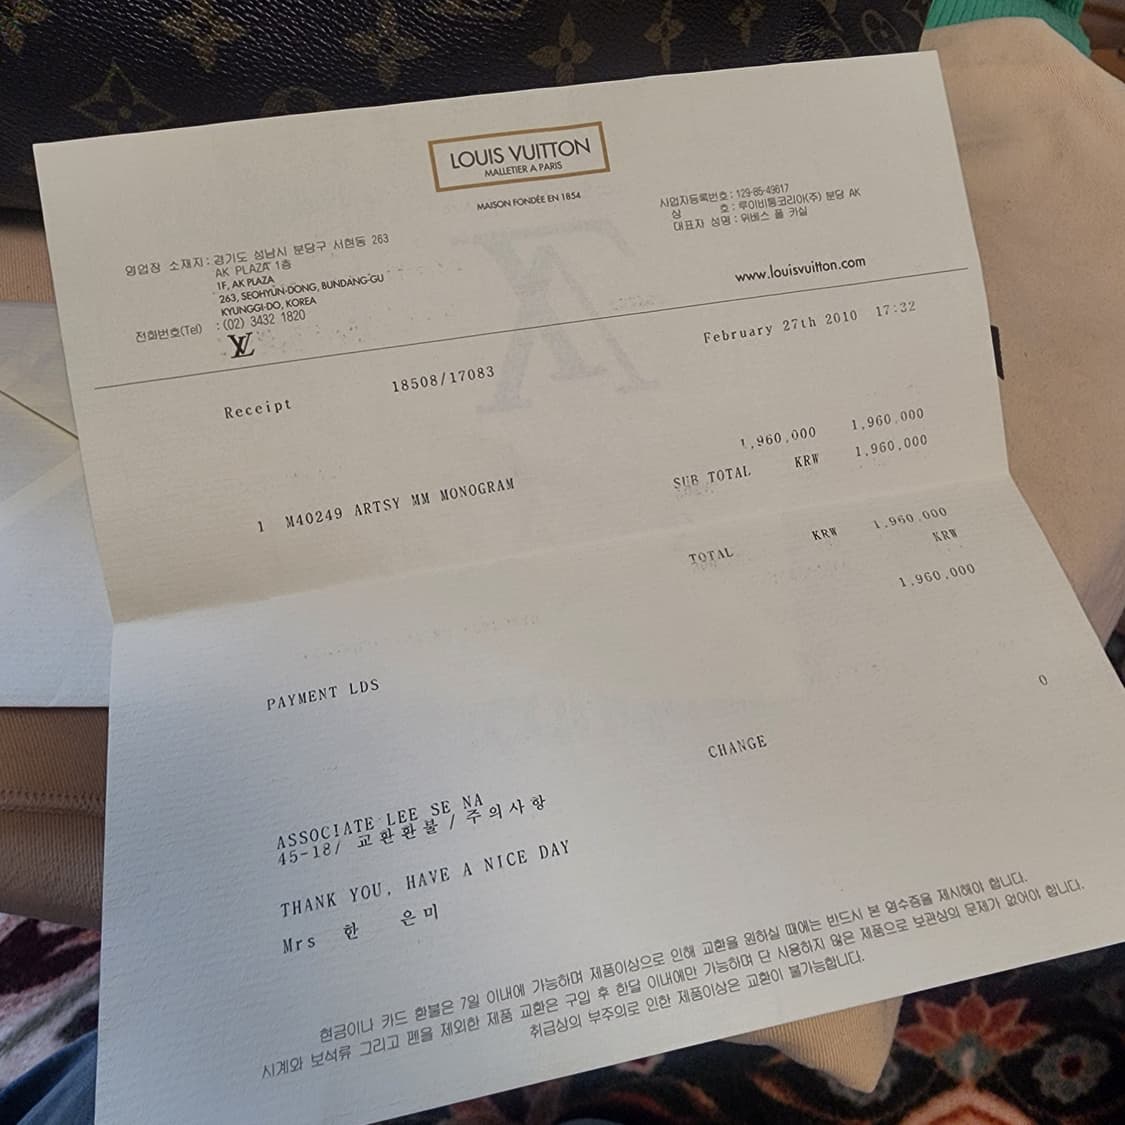 LOUIS VUITTON
MALLETIER A PARIS
MAISON FONDÉE EN 1854
사업자등록번호 : 129-85-49617
상 호 : 루이비통코리아(주) 분당 AK
대표자 성명 : 위베스 폴 카실
영업장 소재지 : 경기도 성남시 분당구 서현동 263
AK PLAZA 1층
1F, AK PLAZA
263, SEOHYUN-DONG, BUNDANG-GU
KYUNGGI-DO, KOREA
전화번호(Tel) : (02) 3432 1820
LV
www.louisvuitton.com
February 27th 2010 17:32
Receipt 18508/17083
1 M40249 ARTSY MM MONOGRAM 1,960,000 1,960,000
SUB TOTAL KRW 1,960,000
TOTAL KRW 1,960,000
KRW
PAYMENT LDS 1,960,000
CHANGE 0
ASSOCIATE LEE SE NA
45-18/ 교환환불/주의사항
THANK YOU, HAVE A NICE DAY
Mrs 한 은미
현금이나 카드 환불은 7일 이내에 가능하며 제품이상으로 인해 교환을 원하실 때에는 반드시 본 영수증을 제시해야 합니다.
시계와 보석류 그리고 펜을 제외한 제품 교환은 구입 후 한달 이내에만 가능하며 단 사용하지 않은 제품으로 보관상의 문제가 없어야 합니다.
취급상의 부주의로 인한 제품이상은 교환이 불가능합니다.